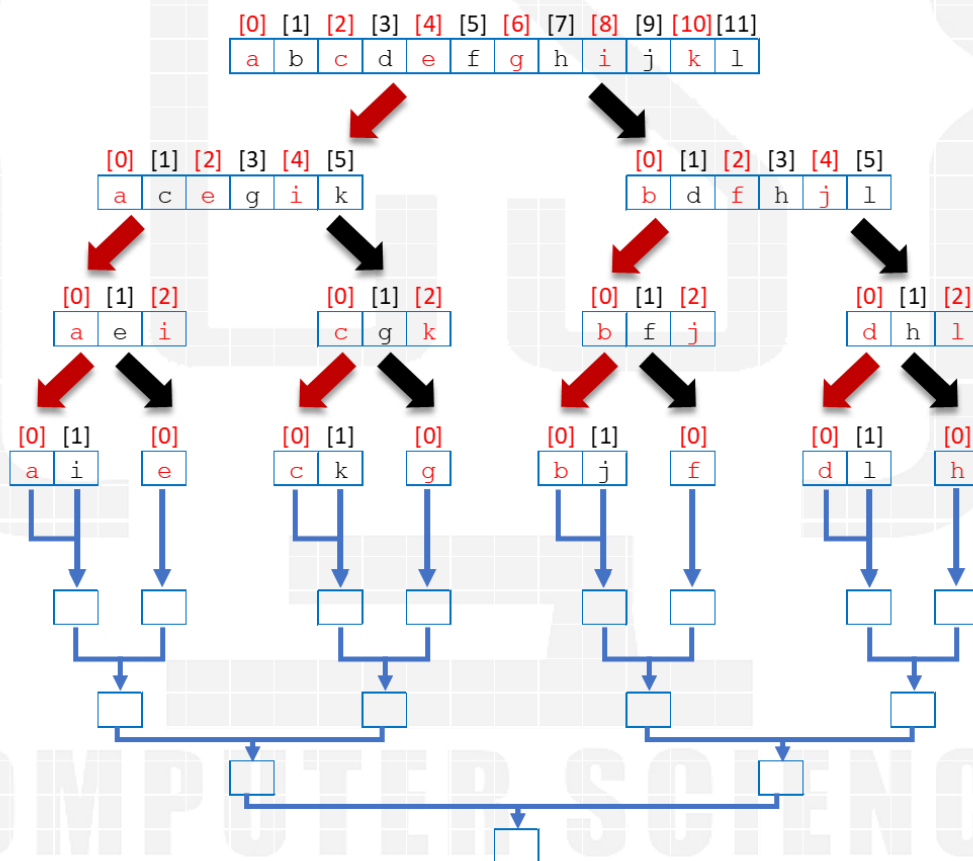 [0] [1] [2] [3] [4] [5] [6] [7] [8] [9] [10] [11]
a b c d e f g h i j k l
[0] [1] [2] [3] [4] [5] [0] [1] [2] [3] [4] [5]
a c e g i k b d f h j l
[0] [1] [2] [0] [1] [2] [0] [1] [2] [0] [1] [2]
a e i c g k b f j d h l
[0] [1] [0] [0] [1] [0] [0] [1] [0] [0] [1] [0]
a i e c k g b j f d l h
OMPUTER SCIENC